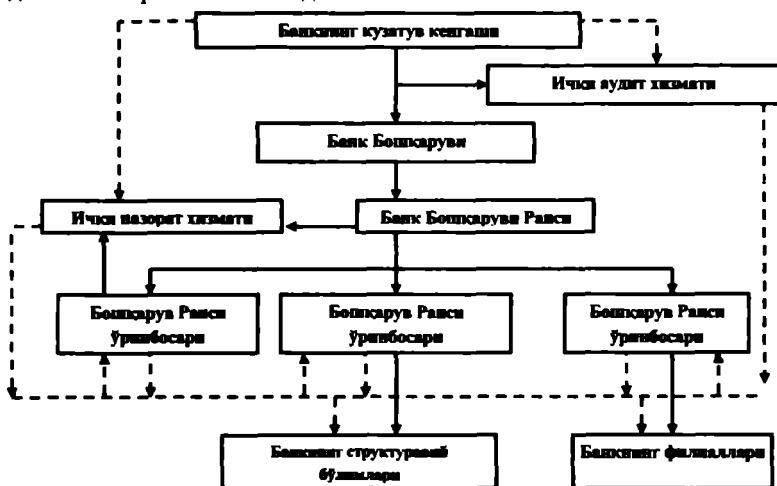 Банкнинг кузатув кенгаши
Ички аудит хизмати
Банк Бошқаруви
Ички назорат хизмати
Банк Бошқаруви Раиси
Бошқарув Раиси
ўринбосари
Бошқарув Раиси
ўринбосари
Бошқарув Раиси
ўринбосари
Банкнинг структуравий
бўлимлари
Банкнинг филиаллари